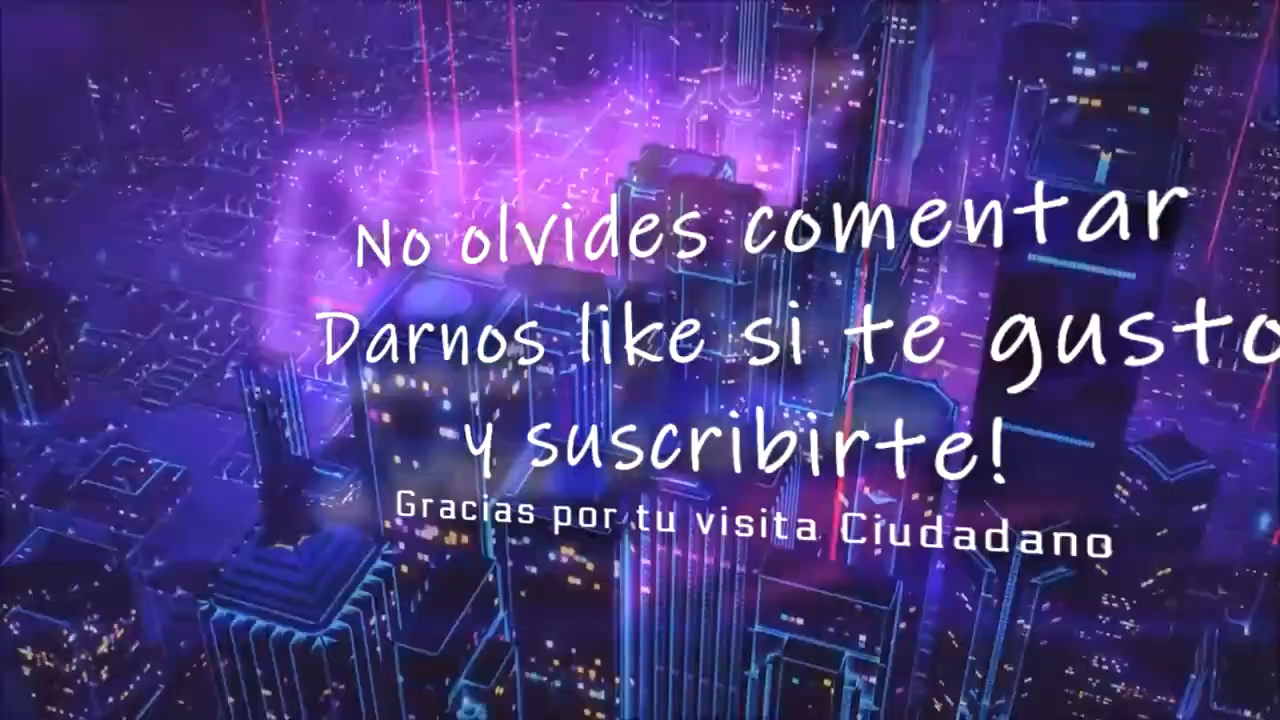 No olvides comentar
Darnos like si te gusto
y suscribirte!
Gracias por tu visita Ciudadano